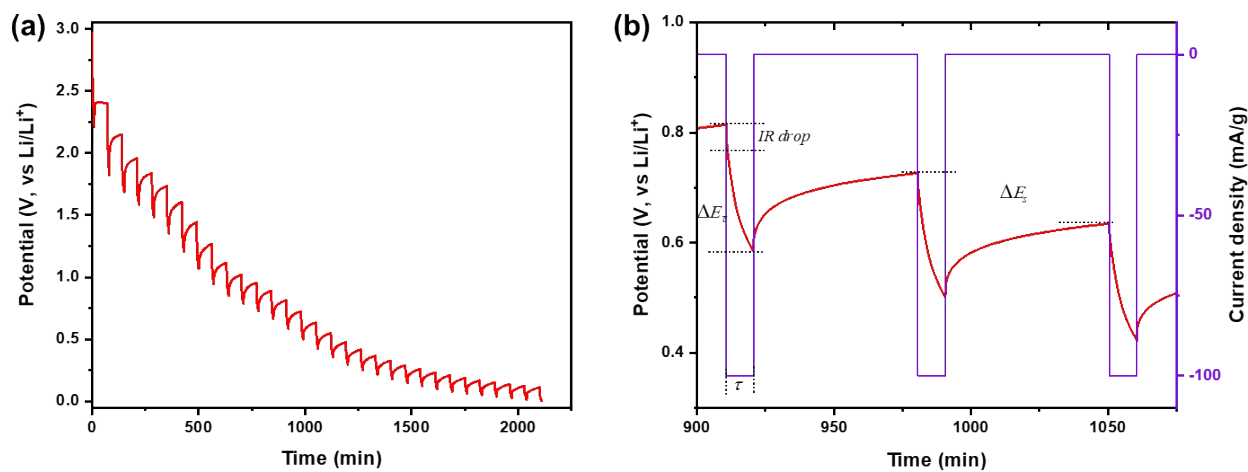 (a)
3.0
2.5
2.0
1.5
1.0
0.5
0.0
Potential (V, vs Li/Li⁺)
0 500 1000 1500 2000
Time (min)
(b)
1.0
0.8
0.6
0.4
Potential (V, vs Li/Li⁺)
IR drop
ΔEτ
ΔEs
τ
0
-50
-100
Current density (mA/g)
900 950 1000 1050
Time (min)